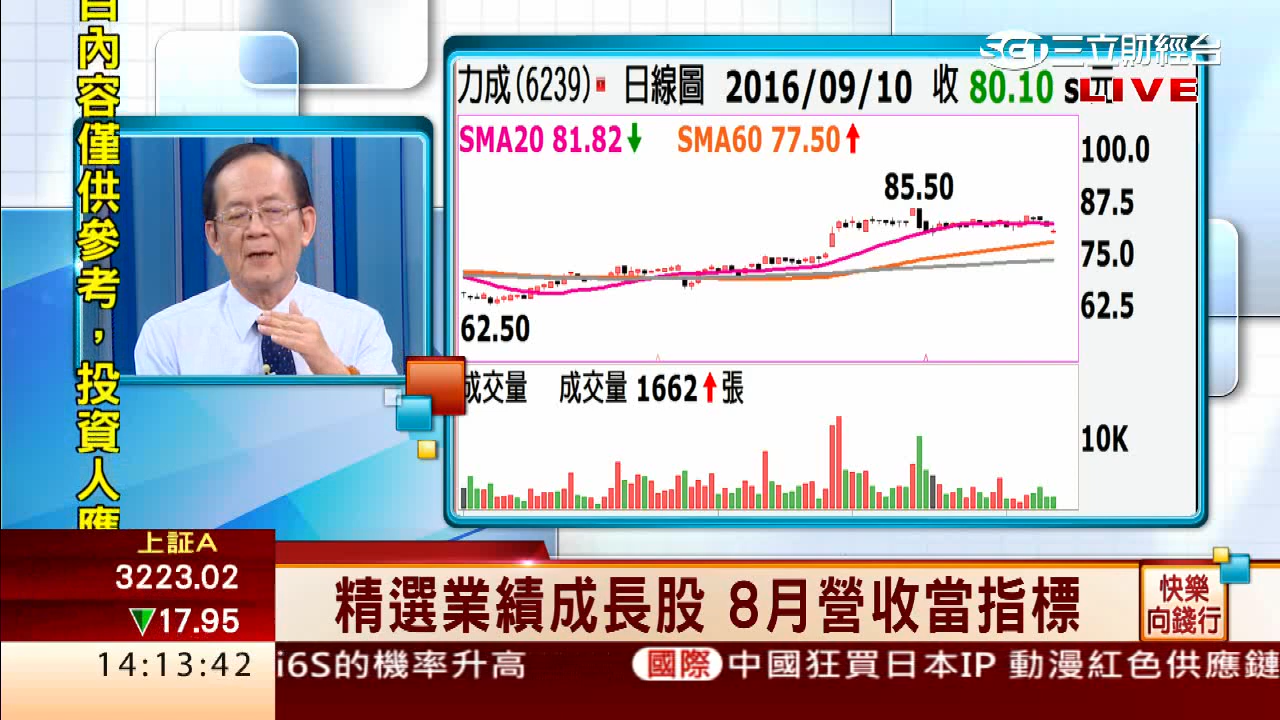 SET三立財經台
LIVE
力成(6239) 日線圖 2016/09/10 收 80.10 s元
SMA20 81.82↓ SMA60 77.50↑
100.0
87.5
75.0
62.5
85.50
62.50
成交量 成交量 1662↑張
10K
內容僅供參考，投資人應
上証A
3223.02
▼17.95
精選業績成長股 8月營收當指標
快樂
向錢行
14:13:42
i6S的機率升高 國際 中國狂買日本IP 動漫紅色供應鏈